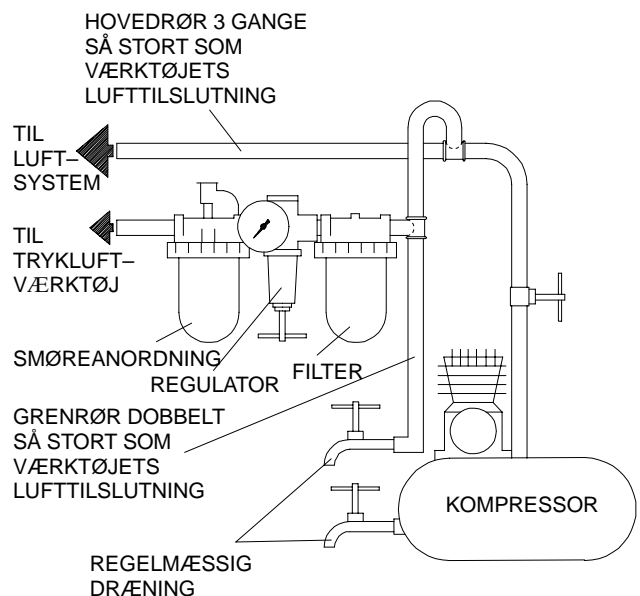 HOVEDRØR 3 GANGE
SÅ STORT SOM
VÆRKTØJETS
LUFTTILSLUTNING
TIL
LUFT–
SYSTEM
TIL
TRYKLUFT–
VÆRKTØJ
SMØREANORDNING
REGULATOR
FILTER
GRENRØR DOBBELT
SÅ STORT SOM
VÆRKTØJETS
LUFTTILSLUTNING
KOMPRESSOR
REGELMÆSSIG
DRÆNING